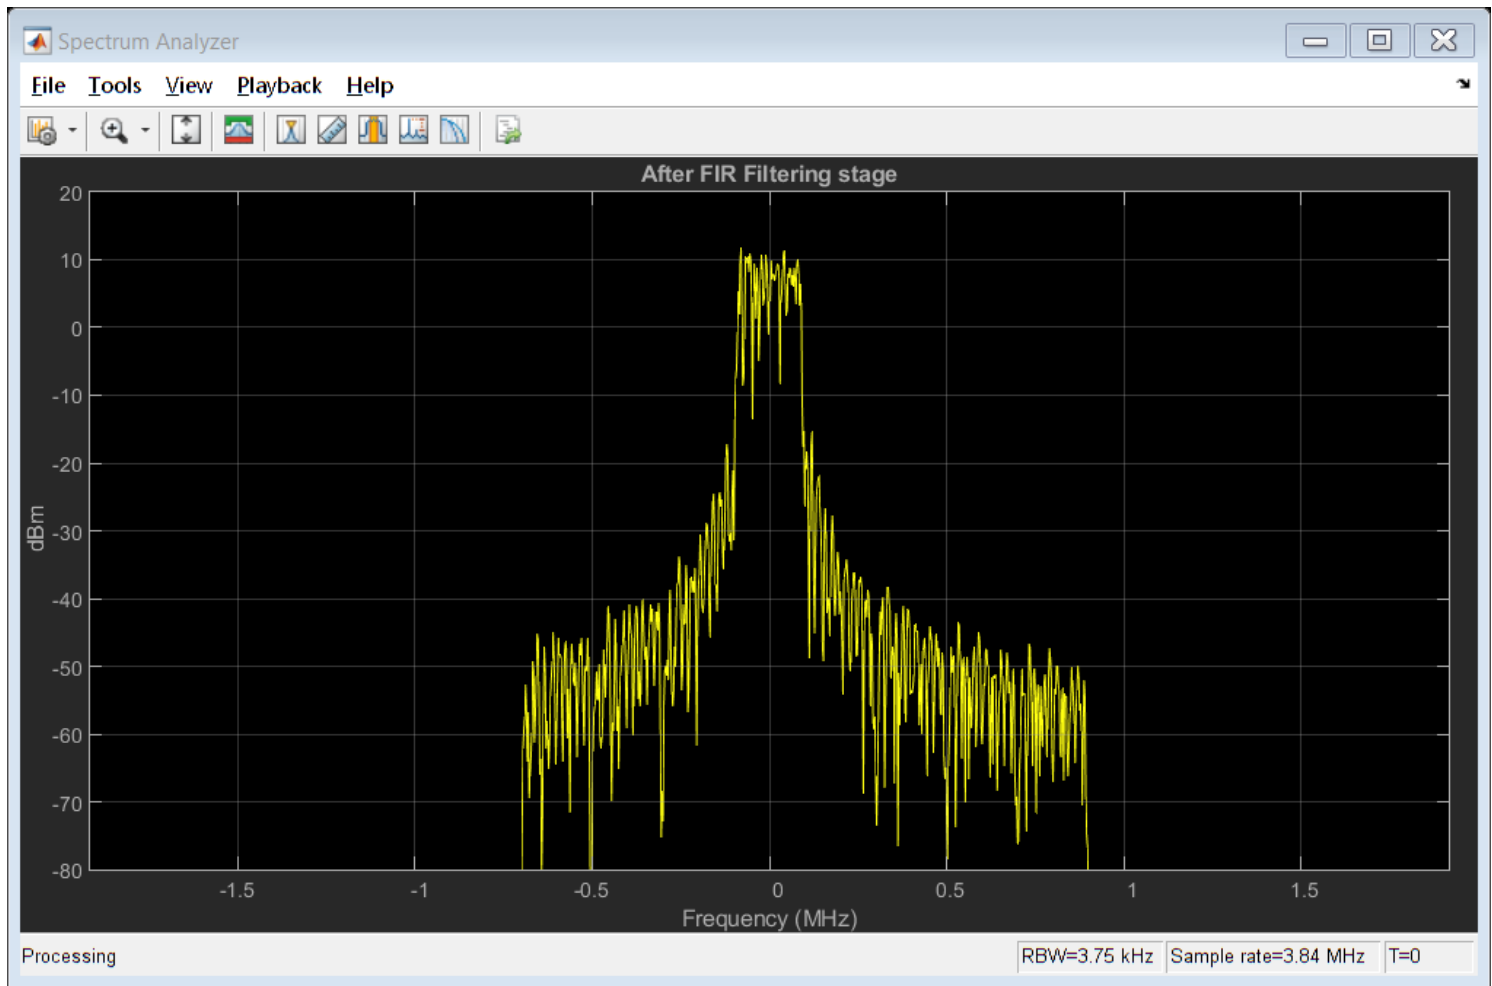 Spectrum Analyzer
File Tools View Playback Help
After FIR Filtering stage
20
10
0
-10
-20
-30
-40
-50
-60
-70
-80
dBm
-1.5 -1 -0.5 0 0.5 1 1.5
Frequency (MHz)
Processing RBW=3.75 kHz Sample rate=3.84 MHz T=0